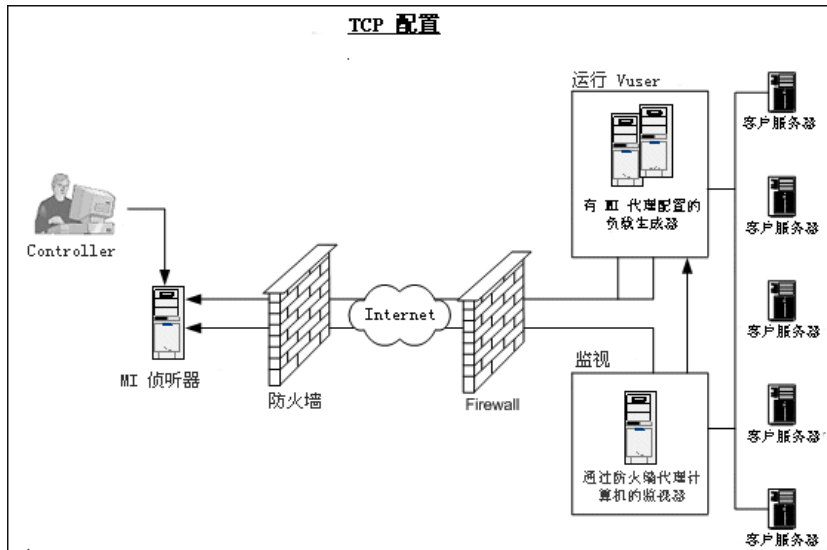 TCP 配置
运行 Vuser
客户服务器
有 MI 代理配置的
负载生成器
客户服务器
Controller
Internet
客户服务器
监视
MI 侦听器
防火墙
Firewall
客户服务器
通过防火墙代理计
算机的监视器
客户服务器